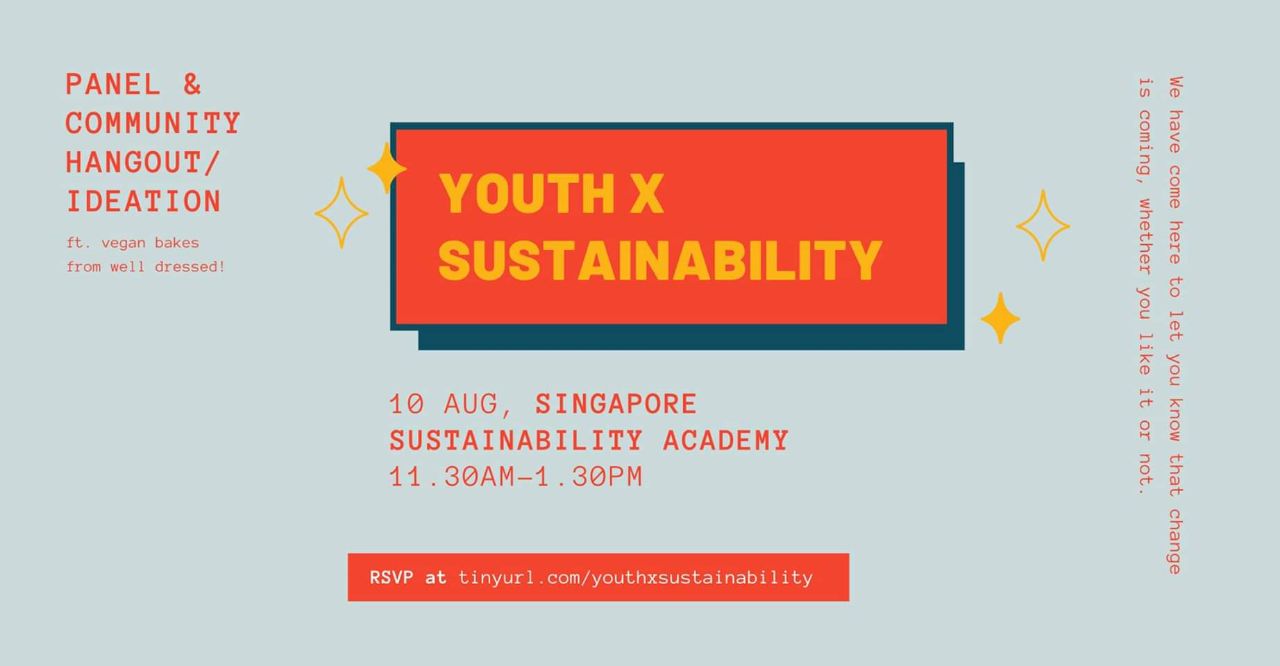 PANEL &
COMMUNITY
HANGOUT/
IDEATION
ft. vegan bakes
from well dressed!
YOUTH X
SUSTAINABILITY
10 AUG, SINGAPORE
SUSTAINABILITY ACADEMY
11.30AM–1.30PM
RSVP at tinyurl.com/youthxsustainability
We have come here to let you know that change
is coming, whether you like it or not.